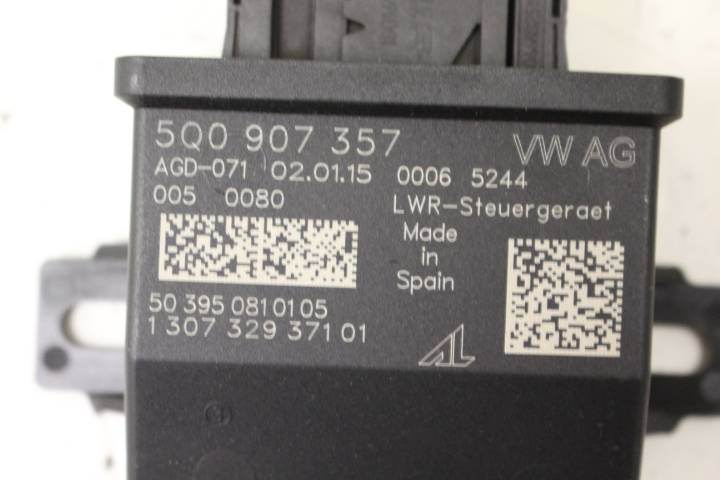 5Q0 907 357 VW AG
AGD-071 02.01.15 0006 5244
005 0080 LWR-Steuergeraet
Made
in
Spain
50 395 0810105
1 307 329 371 01
AL